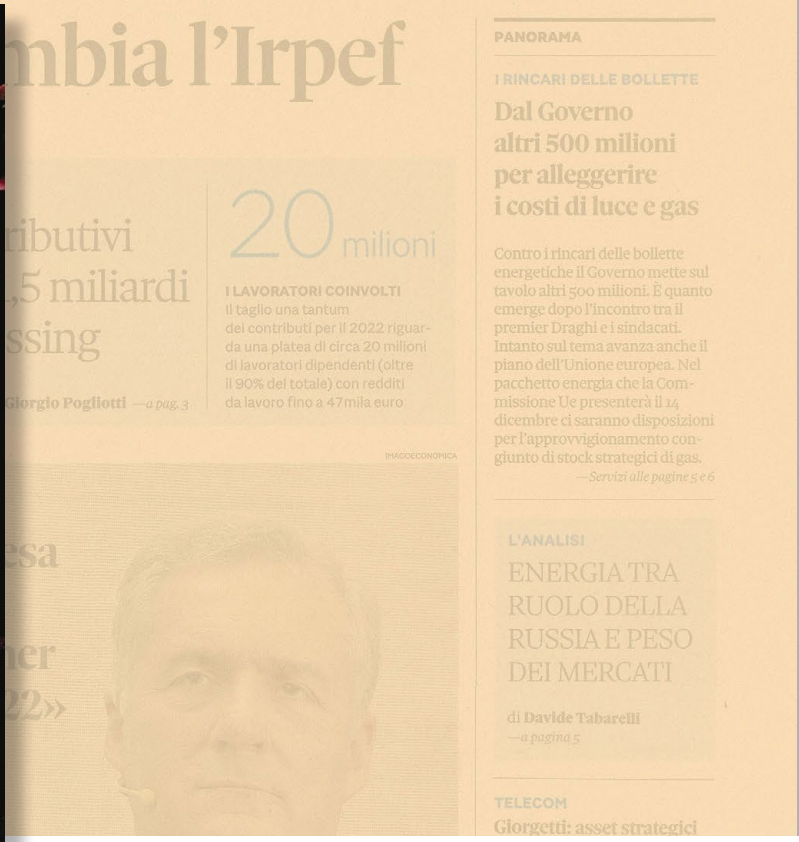 mbia l'Irpef
ributivi
,5 miliardi
ssing
Giorgio Pogliotti —a pag. 3
20 milioni
I LAVORATORI COINVOLTI
Il taglio una tantum
dei contributi per il 2022 riguar-
da una platea di circa 20 milioni
di lavoratori dipendenti (oltre
il 90% del totale) con redditi
da lavoro fino a 47mila euro
IMAGOECONOMICA
esa
ner
22»
PANORAMA
I RINCARI DELLE BOLLETTE
Dal Governo
altri 500 milioni
per alleggerire
i costi di luce e gas
Contro i rincari delle bollette
energetiche il Governo mette sul
tavolo altri 500 milioni. È quanto
emerge dopo l'incontro tra il
premier Draghi e i sindacati.
Intanto sul tema avanza anche il
piano dell'Unione europea. Nel
pacchetto energia che la Com-
missione Ue presenterà il 14
dicembre ci saranno disposizioni
per l'approvvigionamento con-
giunto di stock strategici di gas.
—Servizi alle pagine 5 e 6
L'ANALISI
ENERGIA TRA
RUOLO DELLA
RUSSIA E PESO
DEI MERCATI
di Davide Tabarelli
—a pagina 5
TELECOM
Giorgetti: asset strategici